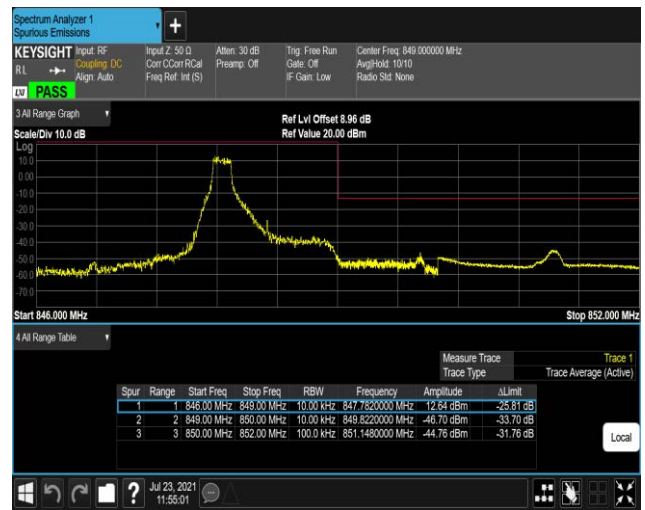 Spectrum Analyzer 1
Spurious Emissions
+
KEYSIGHT Input: RF Input Z: 50 Ω Atten: 30 dB Trig: Free Run Center Freq: 849.000000 MHz
RL Coupling: DC Corr CCorr RCal Preamp: Off Gate: Off Avg|Hold: 10/10
Align: Auto Freq Ref: Int (S) IF Gain: Low Radio Std: None
LXI PASS
3 All Range Graph
Ref Lvl Offset 8.96 dB
Scale/Div 10.0 dB Ref Value 20.00 dBm
Log
10.0
0.00
-10.0
-20.0
-30.0
-40.0
-50.0
-60.0
-70.0
Start 846.000 MHz Stop 852.000 MHz
4 All Range Table
Measure Trace Trace 1
Trace Type Trace Average (Active)
Spur Range Start Freq Stop Freq RBW Frequency Amplitude ΔLimit
1 1 846.00 MHz 849.00 MHz 10.00 kHz 847.7820000 MHz 12.64 dBm -25.81 dB
2 2 849.00 MHz 850.00 MHz 10.00 kHz 849.8220000 MHz -46.70 dBm -33.70 dB
3 3 850.00 MHz 852.00 MHz 100.0 kHz 851.1480000 MHz -44.76 dBm -31.76 dB
Local
? Jul 23, 2021
11:55:01